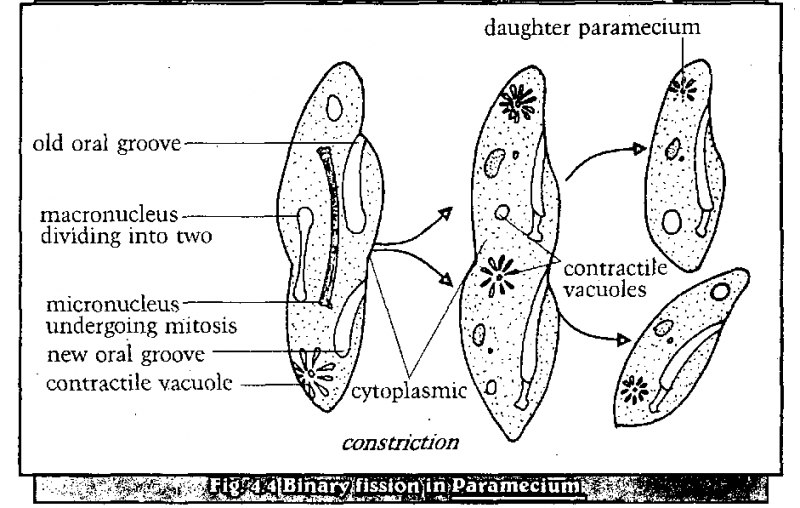 daughter paramecium
old oral groove
macronucleus
dividing into two
micronucleus
undergoing mitosis
new oral groove
contractile vacuole
cytoplasmic
constriction
contractile
vacuoles
Fig. 4.4 Binary fission in Paramecium